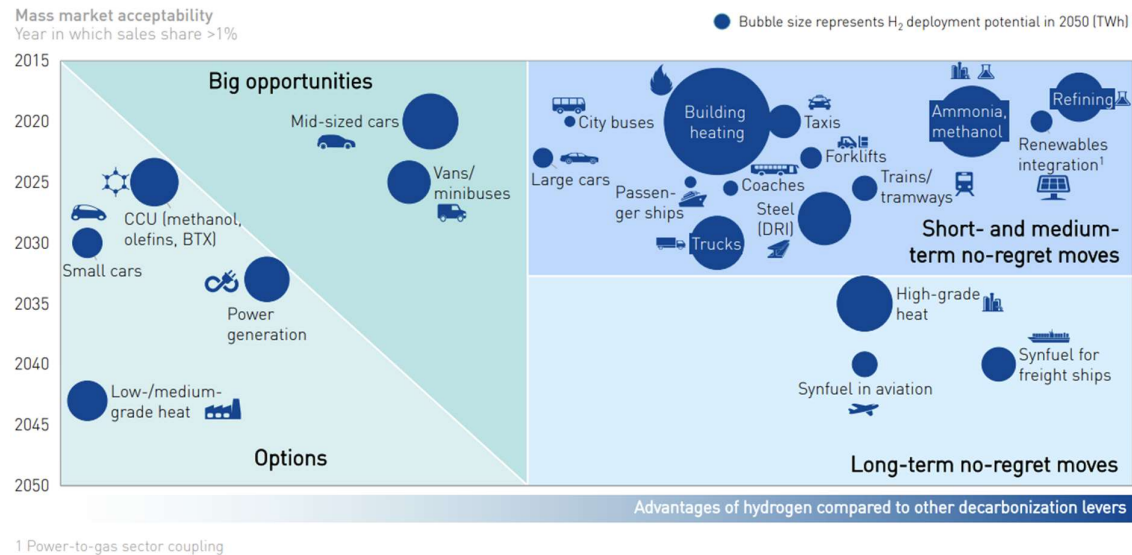 Mass market acceptability
Year in which sales share >1%
Bubble size represents H₂ deployment potential in 2050 (TWh)
2015
2020
2025
2030
2035
2040
2045
2050
Big opportunities
Mid-sized cars
Vans/
minibuses
CCU (methanol,
olefins, BTX)
Small cars
Power
generation
Low-/medium-
grade heat
Options
City buses
Building
heating
Taxis
Ammonia,
methanol
Refining
Large cars
Forklifts
Renewables
integration¹
Passen-
ger ships
Coaches
Trains/
tramways
Steel
(DRI)
Trucks
Short- and medium-
term no-regret moves
High-grade
heat
Synfuel in aviation
Synfuel for
freight ships
Long-term no-regret moves
Advantages of hydrogen compared to other decarbonization levers
1 Power-to-gas sector coupling